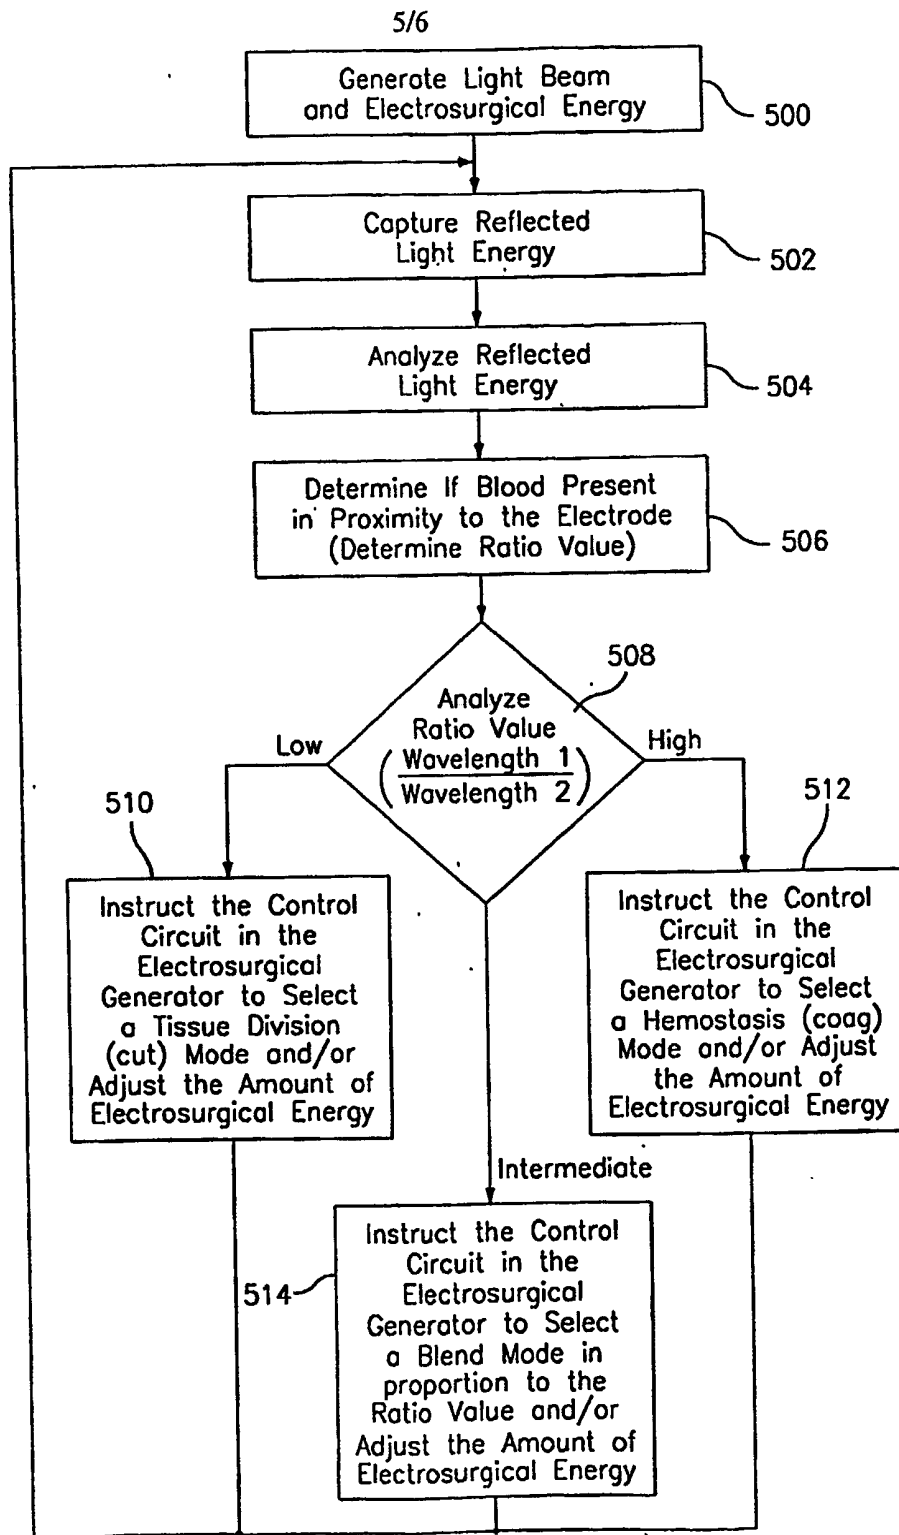 5/6
Generate Light Beam
and Electrosurgical Energy
500
Capture Reflected
Light Energy
502
Analyze Reflected
Light Energy
504
Determine If Blood Present
in Proximity to the Electrode
(Determine Ratio Value)
506
508
Analyze
Ratio Value
(Wavelength 1
Wavelength 2)
Low
High
510
Instruct the Control
Circuit in the
Electrosurgical
Generator to Select
a Tissue Division
(cut) Mode and/or
Adjust the Amount of
Electrosurgical Energy
512
Instruct the Control
Circuit in the
Electrosurgical
Generator to Select
a Hemostasis (coag)
Mode and/or Adjust
the Amount of
Electrosurgical Energy
Intermediate
514
Instruct the Control
Circuit in the
Electrosurgical
Generator to Select
a Blend Mode in
proportion to the
Ratio Value and/or
Adjust the Amount of
Electrosurgical Energy